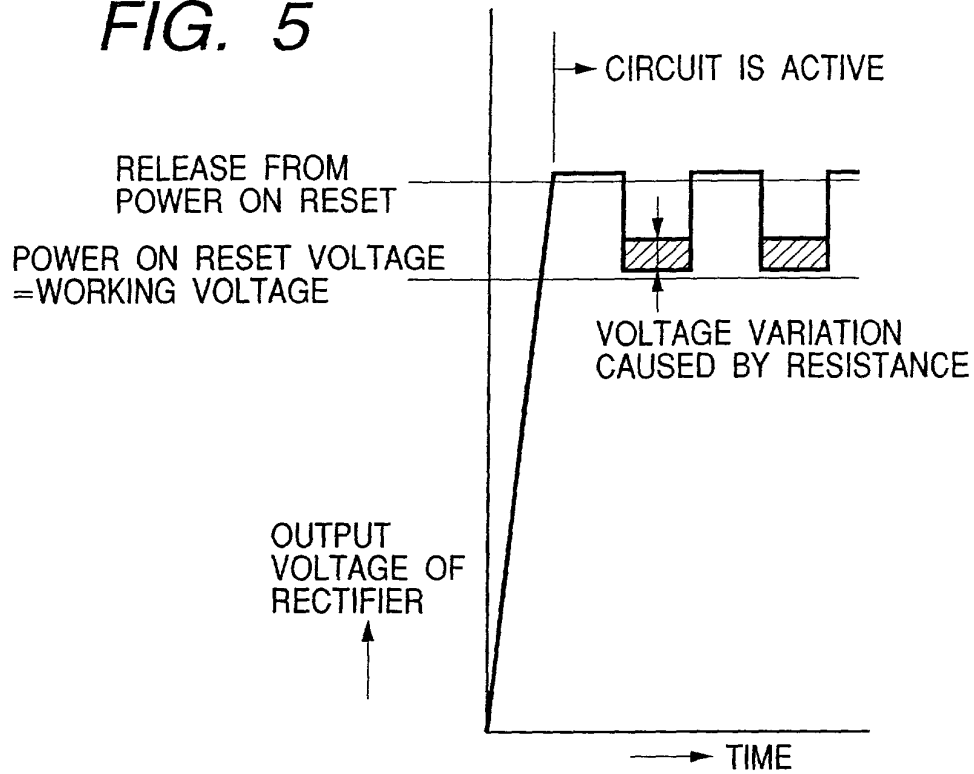 FIG. 5
CIRCUIT IS ACTIVE
RELEASE FROM
POWER ON RESET
POWER ON RESET VOLTAGE
=WORKING VOLTAGE
VOLTAGE VARIATION
CAUSED BY RESISTANCE
OUTPUT
VOLTAGE OF
RECTIFIER
TIME